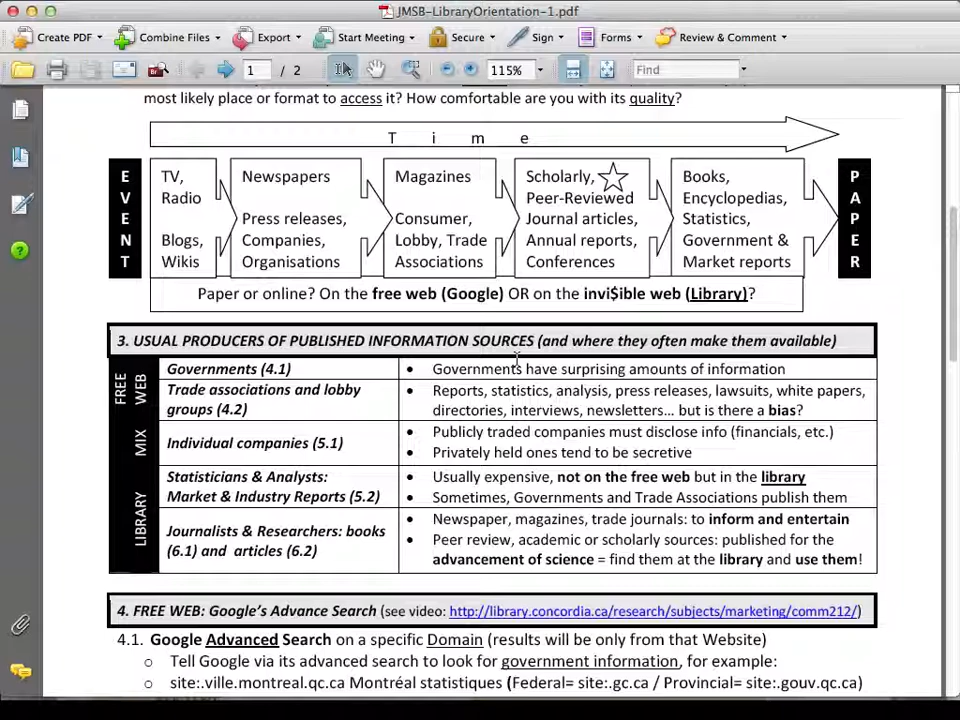 JMSB-LibraryOrientation-1.pdf
Create PDF Combine Files Export Start Meeting Secure Sign Forms Review & Comment
1 / 2 115% Find
most likely place or format to access it? How comfortable are you with its quality?
T i m e
EVENT
TV,
Radio
Blogs,
Wikis
Newspapers
Press releases,
Companies,
Organisations
Magazines
Consumer,
Lobby, Trade
Associations
Scholarly,
Peer-Reviewed
Journal articles,
Annual reports,
Conferences
Books,
Encyclopedias,
Statistics,
Government &
Market reports
PAPER
Paper or online? On the free web (Google) OR on the invi$ible web (Library)?
3. USUAL PRODUCERS OF PUBLISHED INFORMATION SOURCES (and where they often make them available)
FREE WEB
Governments (4.1)
• Governments have surprising amounts of information
Trade associations and lobby
groups (4.2)
• Reports, statistics, analysis, press releases, lawsuits, white papers,
directories, interviews, newsletters... but is there a bias?
MIX
Individual companies (5.1)
• Publicly traded companies must disclose info (financials, etc.)
• Privately held ones tend to be secretive
LIBRARY
Statisticians & Analysts:
Market & Industry Reports (5.2)
• Usually expensive, not on the free web but in the library
• Sometimes, Governments and Trade Associations publish them
Journalists & Researchers: books
(6.1) and articles (6.2)
• Newspaper, magazines, trade journals: to inform and entertain
• Peer review, academic or scholarly sources: published for the
advancement of science = find them at the library and use them!
4. FREE WEB: Google's Advance Search (see video: http://library.concordia.ca/research/subjects/marketing/comm212/)
4.1. Google Advanced Search on a specific Domain (results will be only from that Website)
o Tell Google via its advanced search to look for government information, for example:
o site:.ville.montreal.qc.ca Montréal statistiques (Federal= site:.gc.ca / Provincial= site:.gouv.qc.ca)